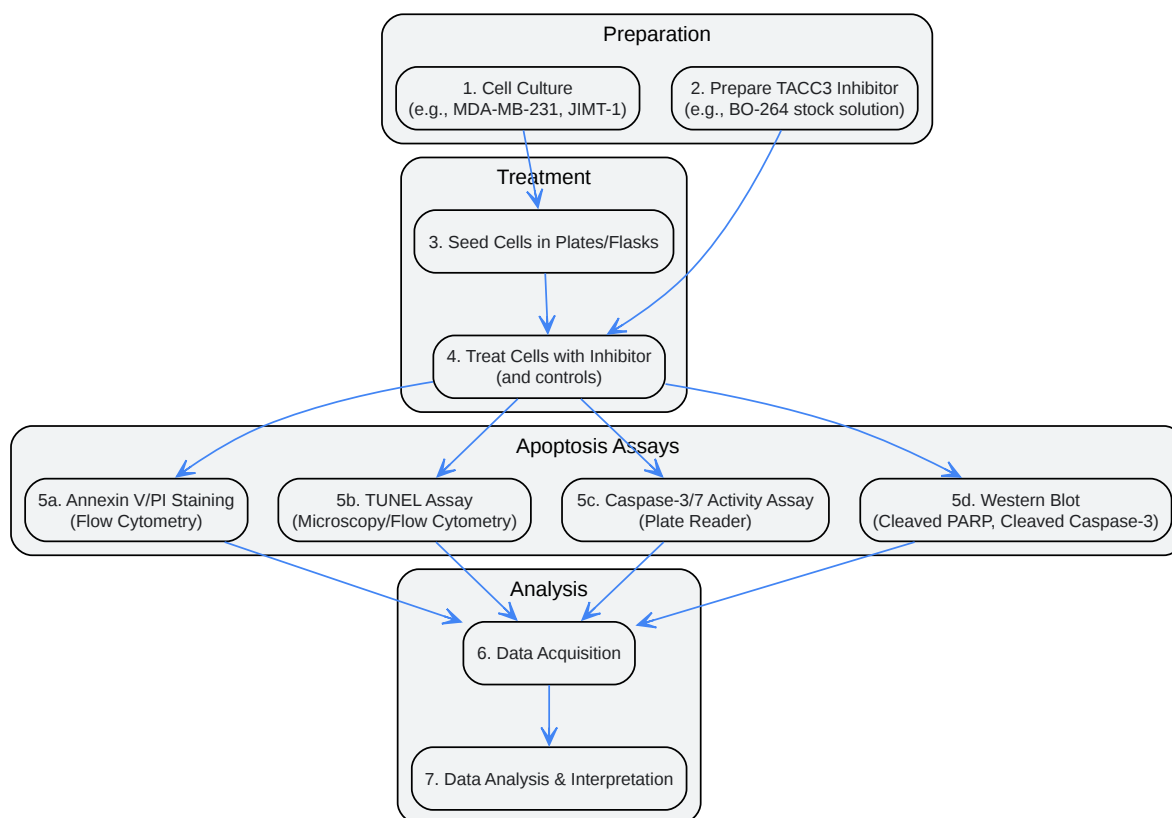 Preparation
1. Cell Culture
(e.g., MDA-MB-231, JIMT-1)
2. Prepare TACC3 Inhibitor
(e.g., BO-264 stock solution)
Treatment
3. Seed Cells in Plates/Flasks
4. Treat Cells with Inhibitor
(and controls)
Apoptosis Assays
5a. Annexin V/PI Staining
(Flow Cytometry)
5b. TUNEL Assay
(Microscopy/Flow Cytometry)
5c. Caspase-3/7 Activity Assay
(Plate Reader)
5d. Western Blot
(Cleaved PARP, Cleaved Caspase-3)
Analysis
6. Data Acquisition
7. Data Analysis & Interpretation